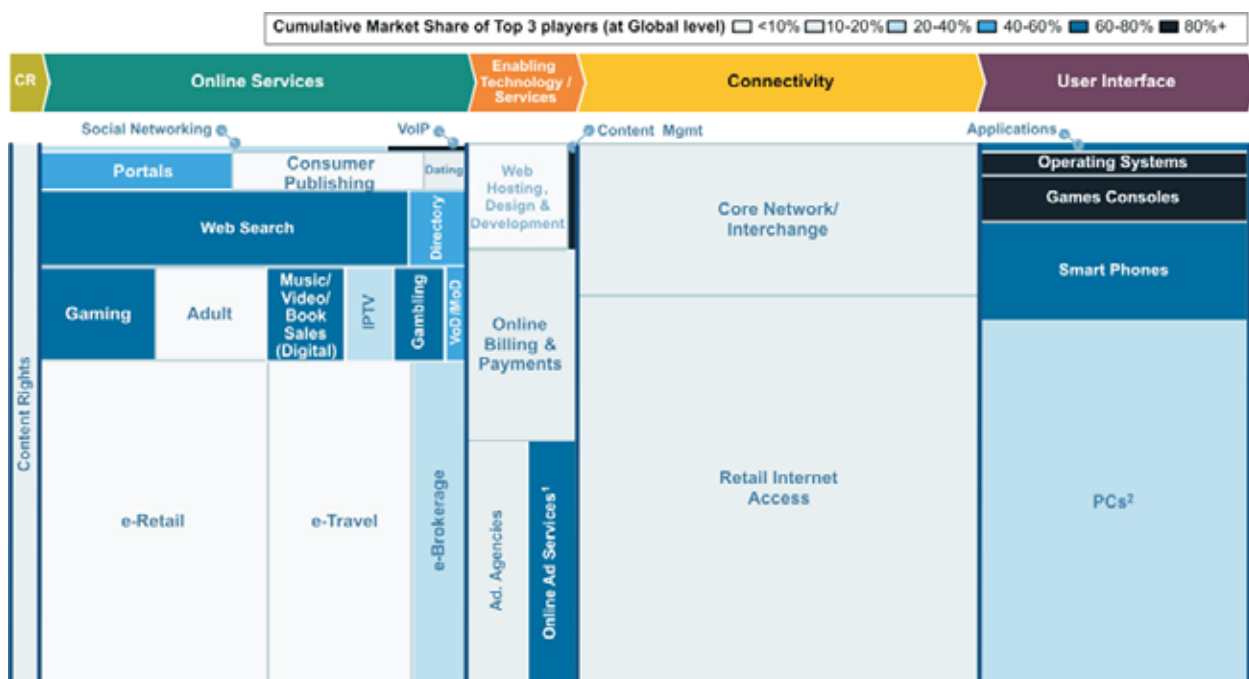 Cumulative Market Share of Top 3 players (at Global level) <10% 10-20% 20-40% 40-60% 60-80% 80%+
CR
Online Services
Enabling
Technology /
Services
Connectivity
User Interface
Social Networking
VoIP
Content Mgmt
Applications
Content Rights
Portals
Consumer
Publishing
Dating
Web Search
Directory
Gaming
Adult
Music/
Video/
Book
Sales
(Digital)
IPTV
Gambling
VoD/MoD
e-Retail
e-Travel
e-Brokerage
Web
Hosting,
Design &
Development
Online
Billing &
Payments
Ad. Agencies
Online Ad Services¹
Core Network/
Interchange
Retail Internet
Access
Operating Systems
Games Consoles
Smart Phones
PCs²